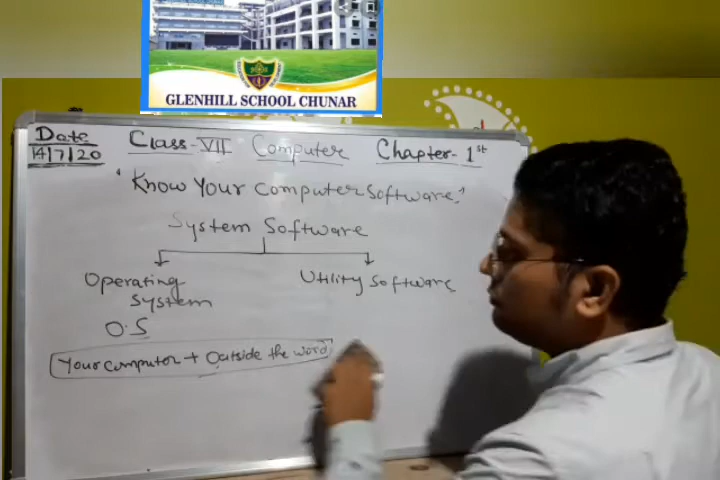 GLENHILL SCHOOL CHUNAR
Date
14/7/20
Class-VII Computer Chapter-1st
"Know Your Computer Software."
System Software
Operating System
Utility Software
O.S
Your computer + Outside the word